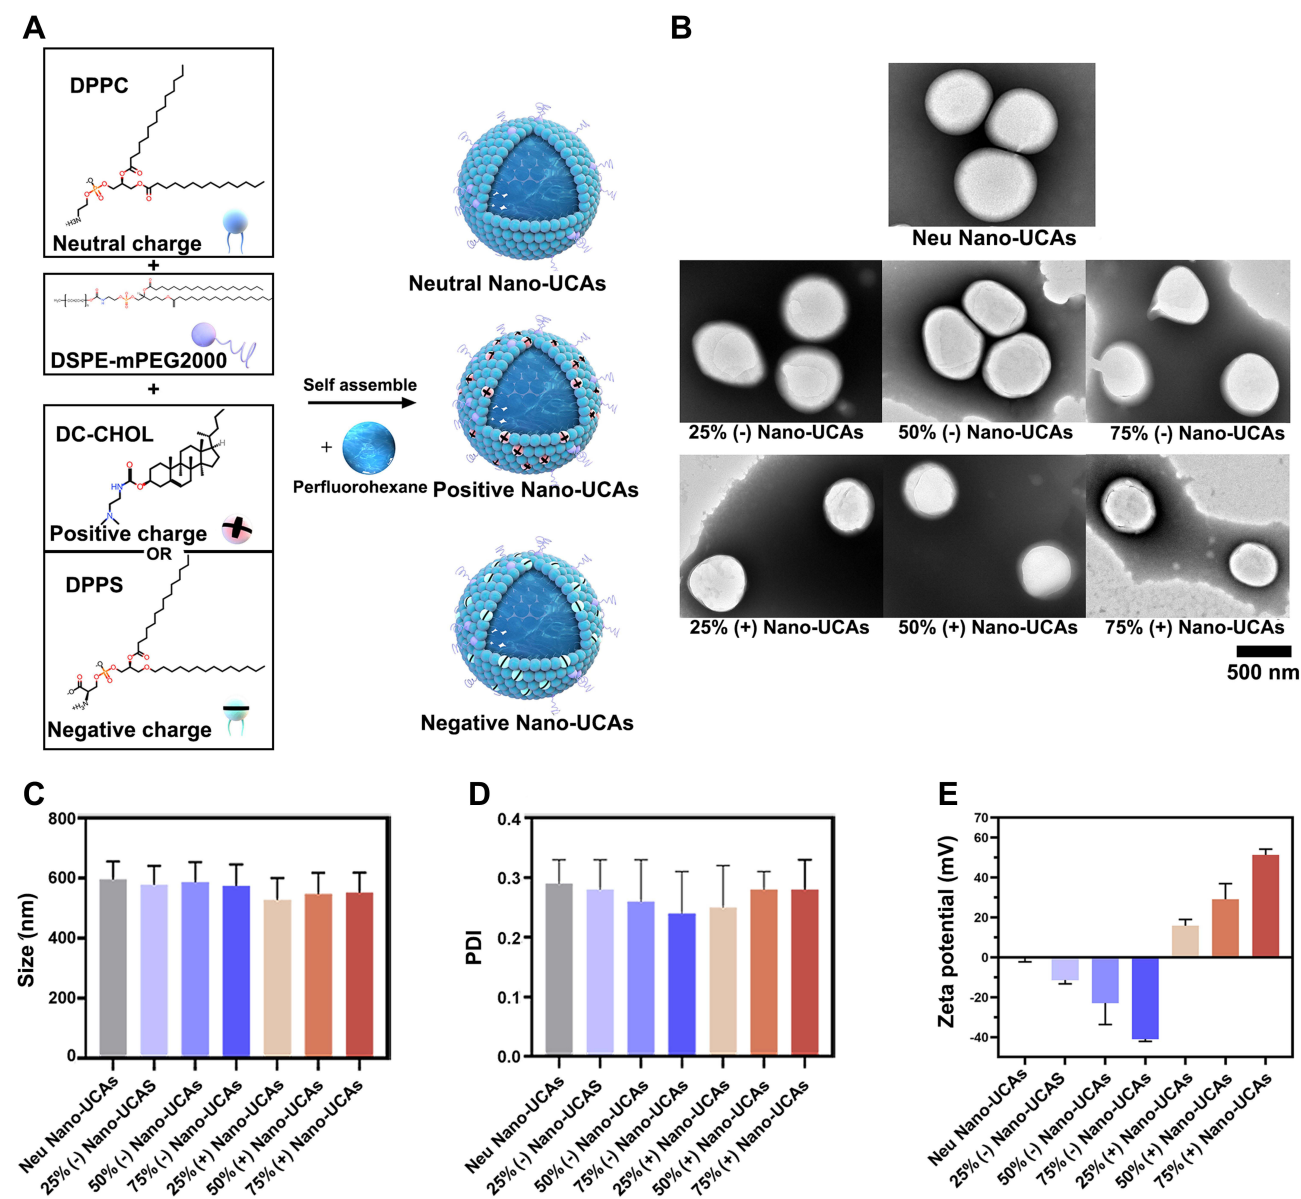 A
DPPC
Neutral charge
+
DSPE-mPEG2000
+
DC-CHOL
H
O
HN
O
N
Positive charge
OR
DPPS
Negative charge
Self assemble
+
Perfluorohexane
Neutral Nano-UCAs
Positive Nano-UCAs
Negative Nano-UCAs
B
Neu Nano-UCAs
25% (-) Nano-UCAs
50% (-) Nano-UCAs
75% (-) Nano-UCAs
25% (+) Nano-UCAs
50% (+) Nano-UCAs
75% (+) Nano-UCAs
500 nm
C
Size (nm)
800
600
400
200
0
Neu Nano-UCAs
25% (-) Nano-UCAS
50% (-) Nano-UCAs
75% (-) Nano-UCAs
25% (+) Nano-UCAs
50% (+) Nano-UCAs
75% (+) Nano-UCAs
D
PDI
0.4
0.3
0.2
0.1
0.0
Neu Nano-UCAs
25% (-) Nano-UCAS
50% (-) Nano-UCAs
75% (-) Nano-UCAs
25% (+) Nano-UCAs
50% (+) Nano-UCAs
75% (+) Nano-UCAs
E
Zeta potential (mV)
70
60
40
20
0
-20
-40
Neu Nano-UCAs
25% (-) Nano-UCAS
50% (-) Nano-UCAs
75% (-) Nano-UCAs
25% (+) Nano-UCAs
50% (+) Nano-UCAs
75% (+) Nano-UCAs